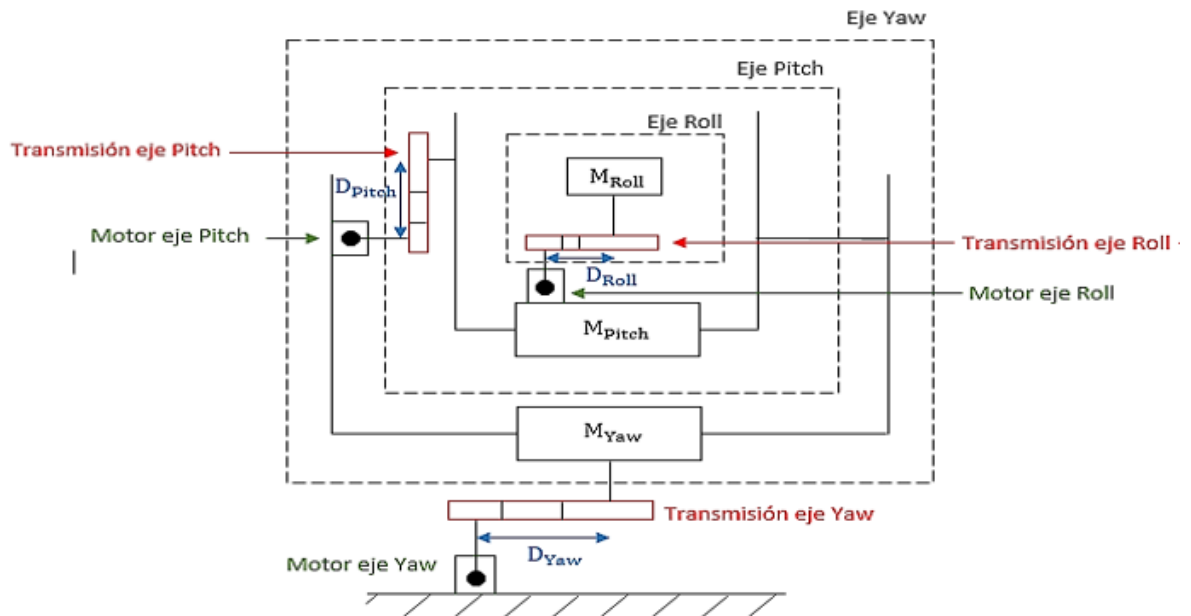 Eje Yaw
Eje Pitch
Eje Roll
Transmisión eje Pitch
M_Roll
D_Pitch
Motor eje Pitch
Transmisión eje Roll
D_Roll
Motor eje Roll
M_Pitch
M_Yaw
Transmisión eje Yaw
D_Yaw
Motor eje Yaw